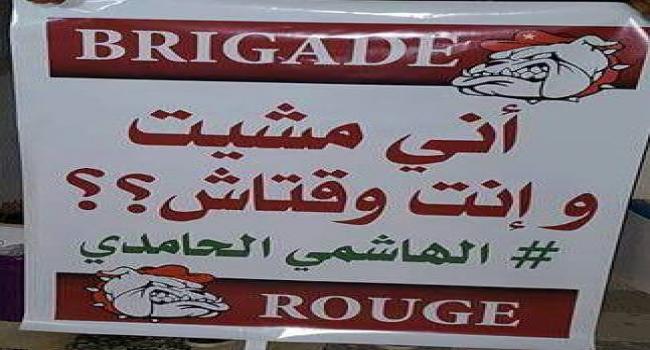 BRIGADE
أني مشيت
و إنت وقتاش؟؟
# الهاشمي الحامدي
ROUGE